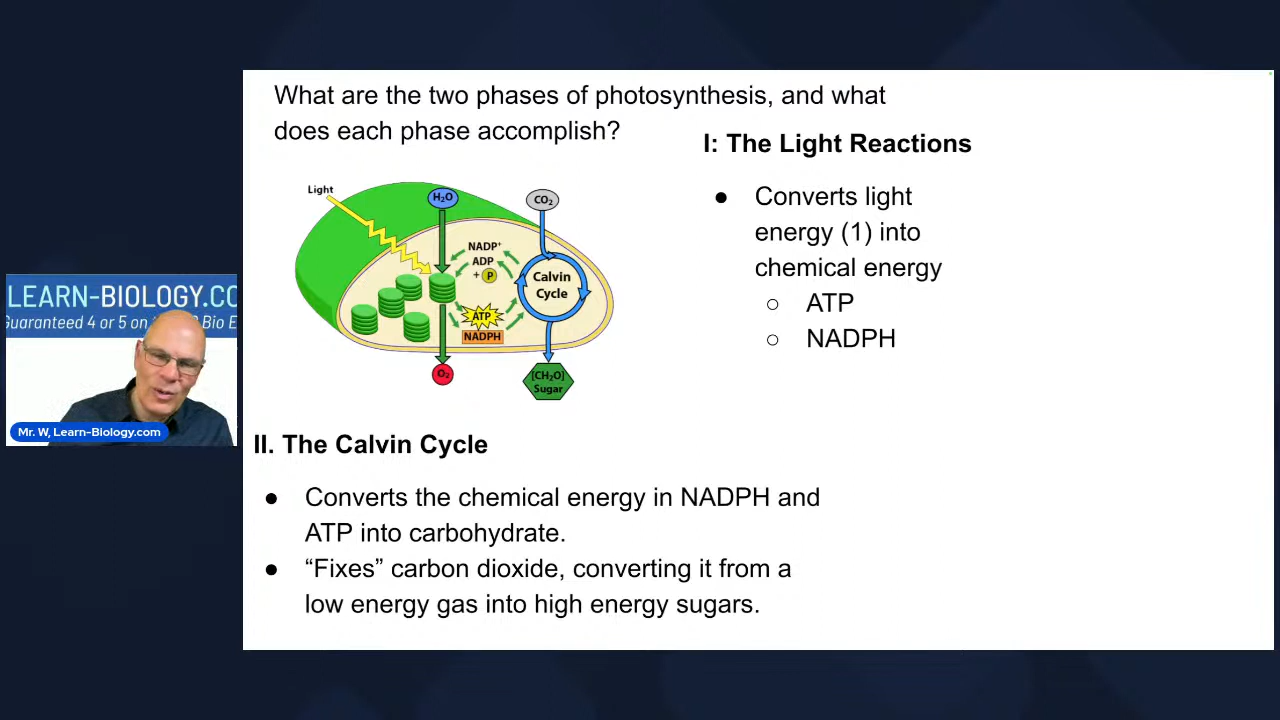 What are the two phases of photosynthesis, and what
does each phase accomplish?
I: The Light Reactions
● Converts light
energy (1) into
chemical energy
○ ATP
○ NADPH
Light
H₂O
CO₂
NADP⁺
ADP
+ P
Calvin
Cycle
ATP
NADPH
O₂
[CH₂O]
Sugar
LEARN-BIOLOGY.CO
Guaranteed 4 or 5 on
Bio E
Mr. W, Learn-Biology.com
II. The Calvin Cycle
● Converts the chemical energy in NADPH and
ATP into carbohydrate.
● “Fixes” carbon dioxide, converting it from a
low energy gas into high energy sugars.